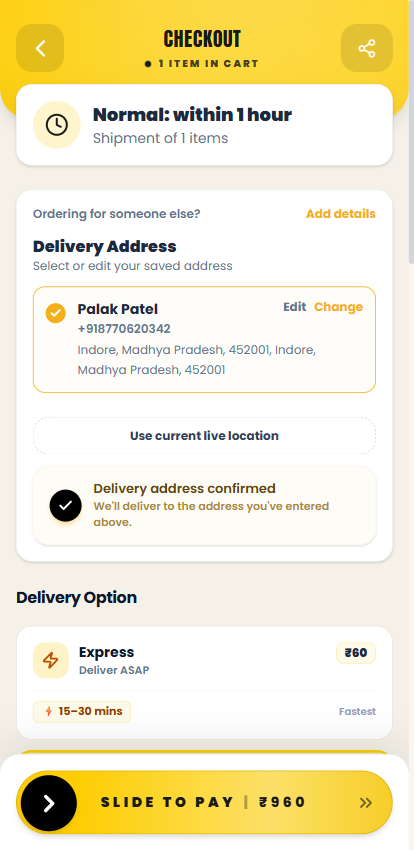 CHECKOUT
1 ITEM IN CART
Normal: within 1 hour
Shipment of 1 items
Ordering for someone else? Add details
Delivery Address
Select or edit your saved address
Palak Patel Edit Change
+918770620342
Indore, Madhya Pradesh, 452001, Indore,
Madhya Pradesh, 452001
Use current live location
Delivery address confirmed
We'll deliver to the address you've entered
above.
Delivery Option
Express ₹60
Deliver ASAP
15–30 mins Fastest
SLIDE TO PAY | ₹960